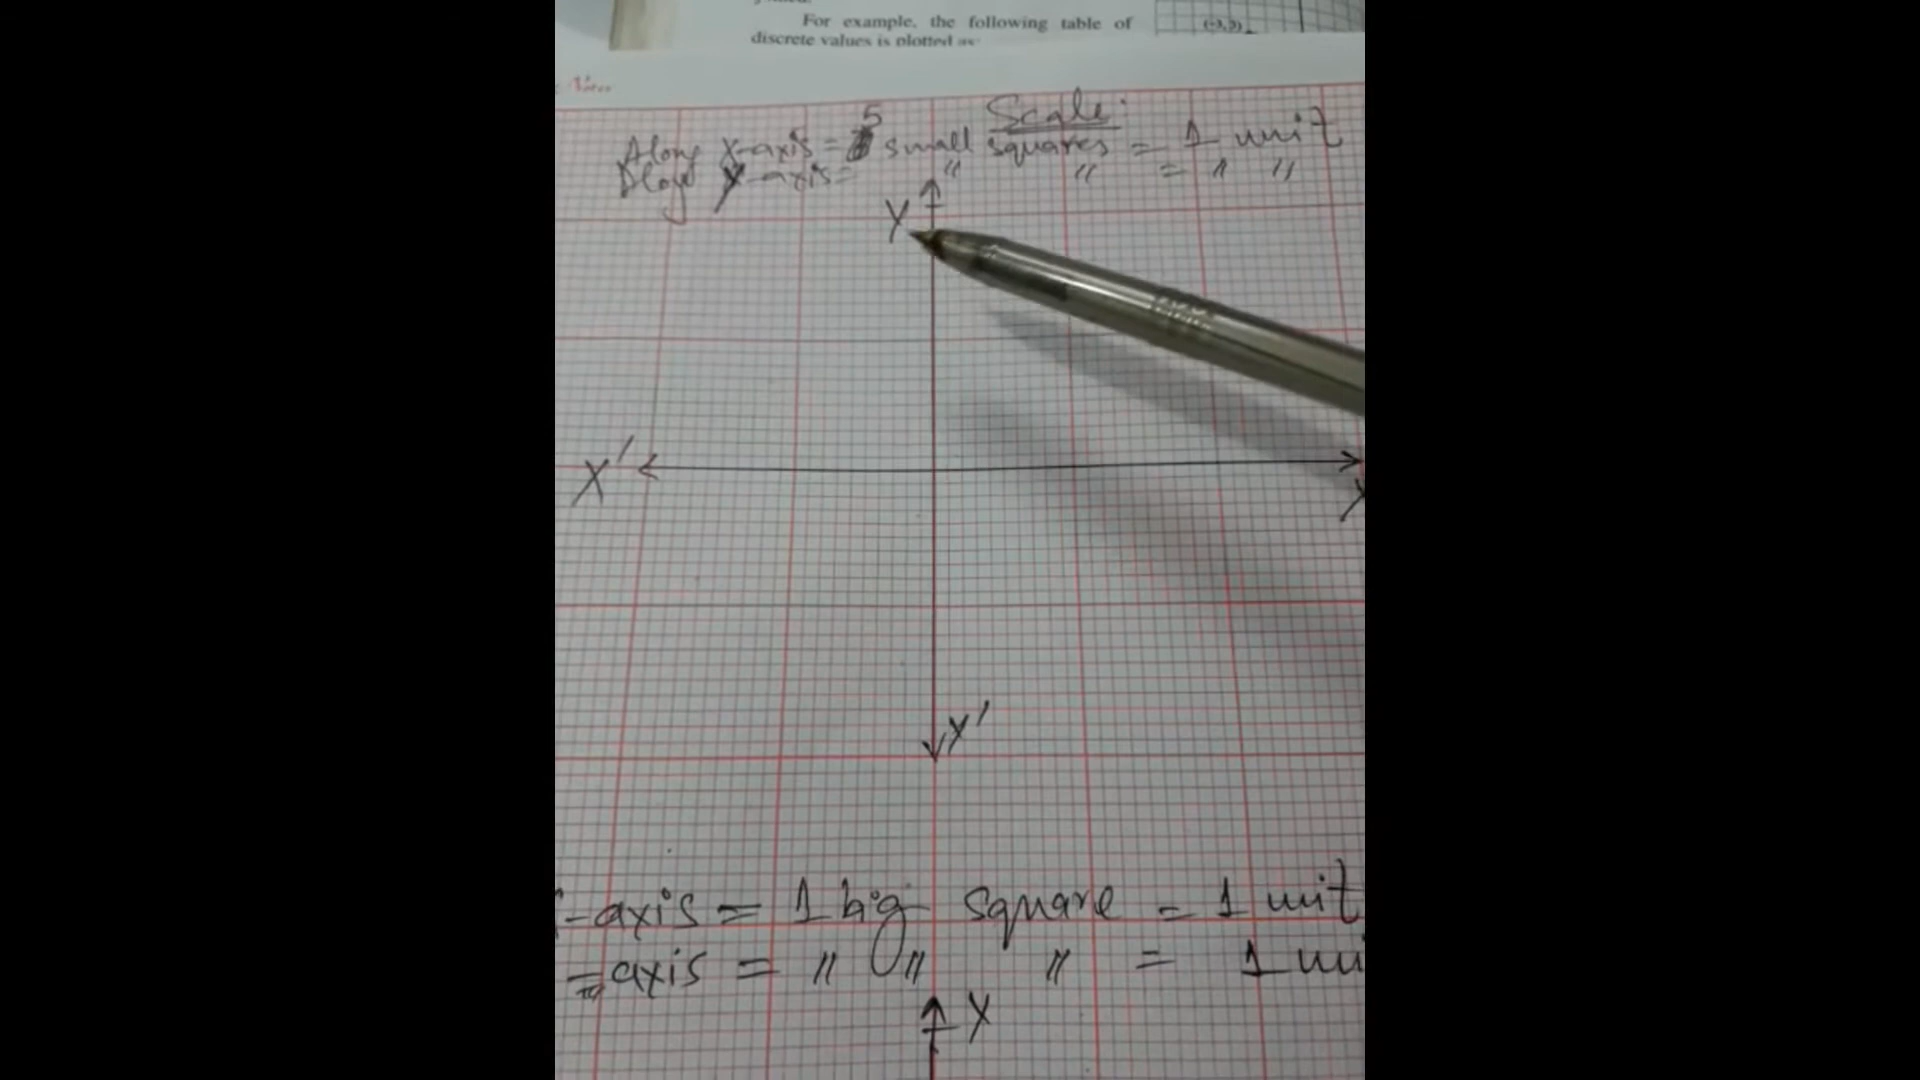 For example, the following table of
discrete values is plotted as
Scale:
Along X-axis = 5 small squares = 1 unit
Along Y-axis = " " = " "
Y
X'
X
Y'
-axis = 1 big square = 1 unit
-axis = " " " = 1 uni
Y